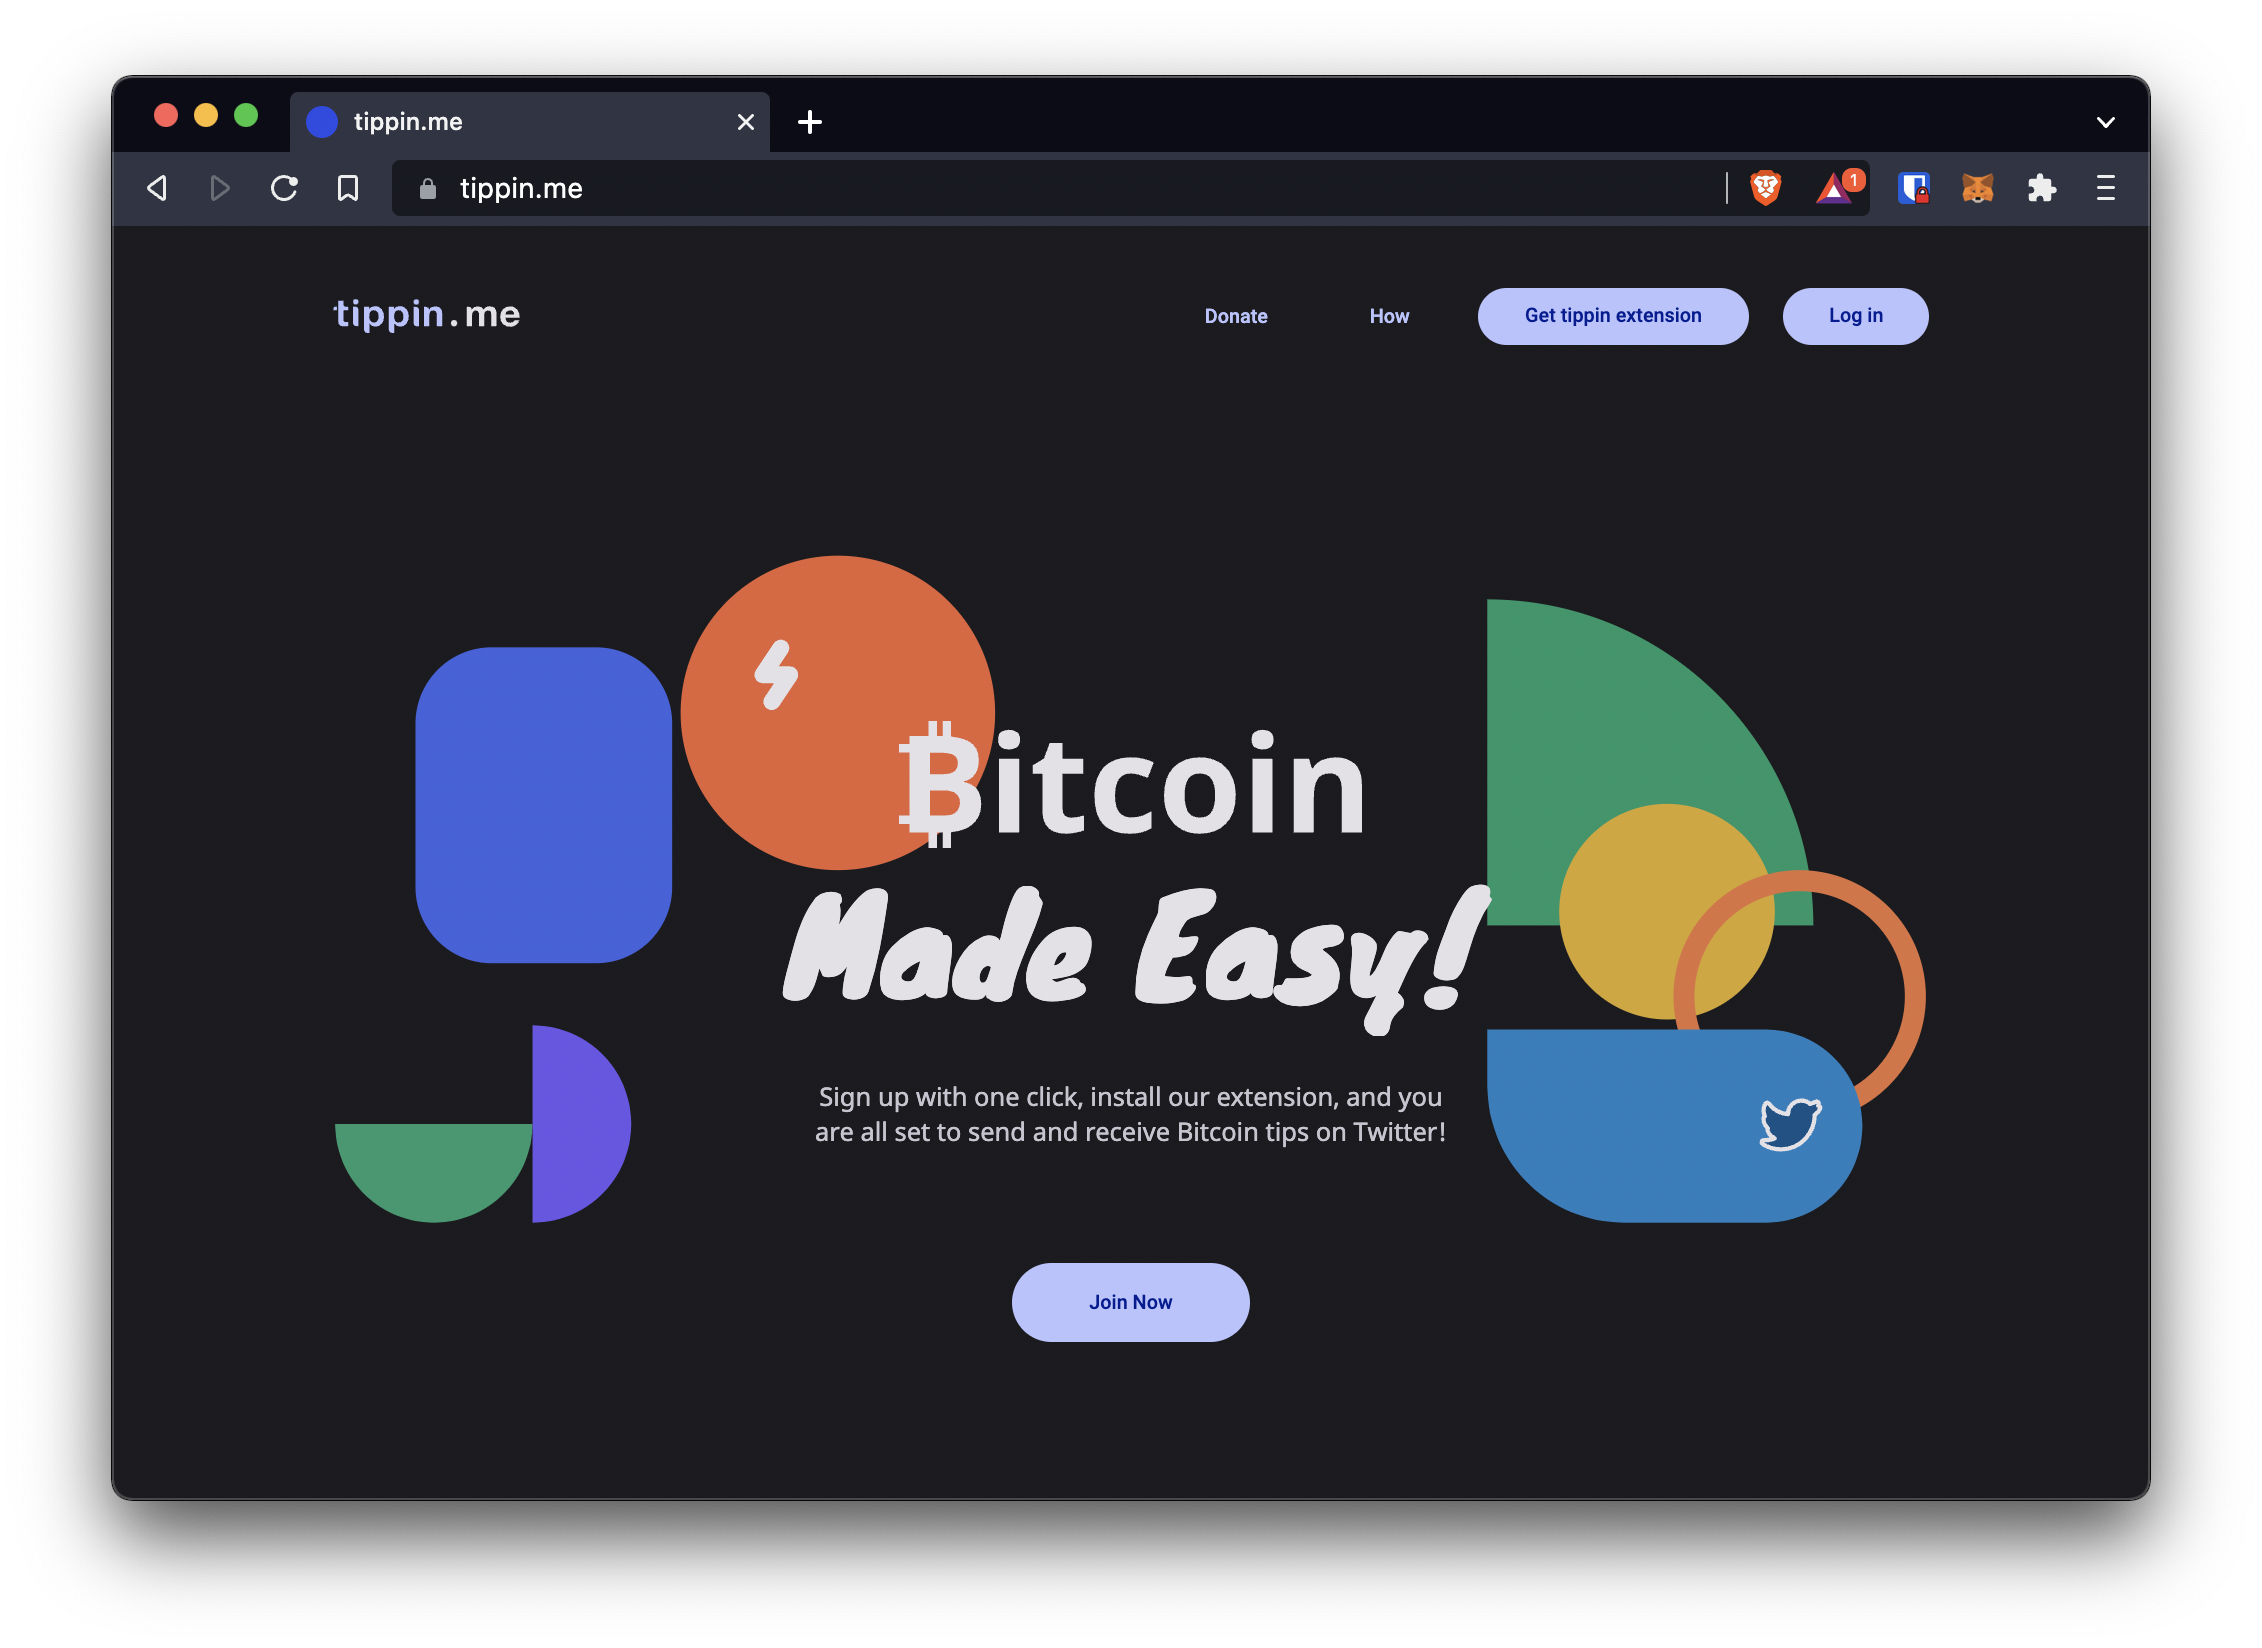 tippin.me
tippin.me
1
tippin.me
Donate
How
Get tippin extension
Log in
₿itcoin
Made Easy!
Sign up with one click, install our extension, and you
are all set to send and receive Bitcoin tips on Twitter!
Join Now